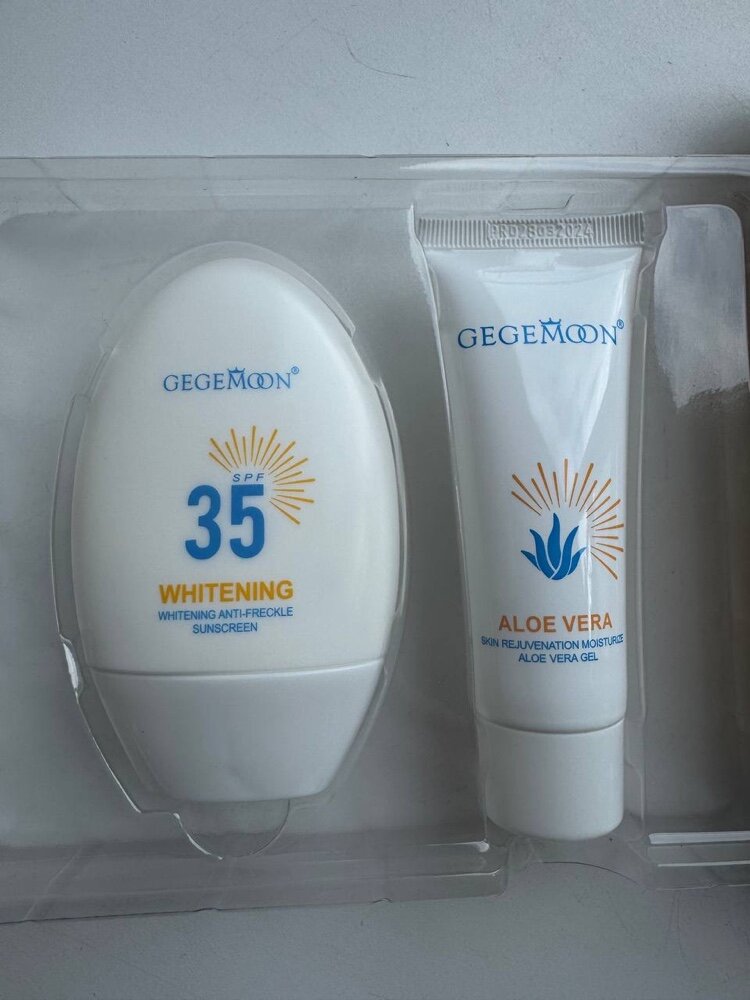 GEGEMOON®
SPF
35
WHITENING
WHITENING ANTI-FRECKLE
SUNSCREEN
GEGEMOON®
ALOE VERA
SKIN REJUVENATION MOISTURIZE
ALOE VERA GEL